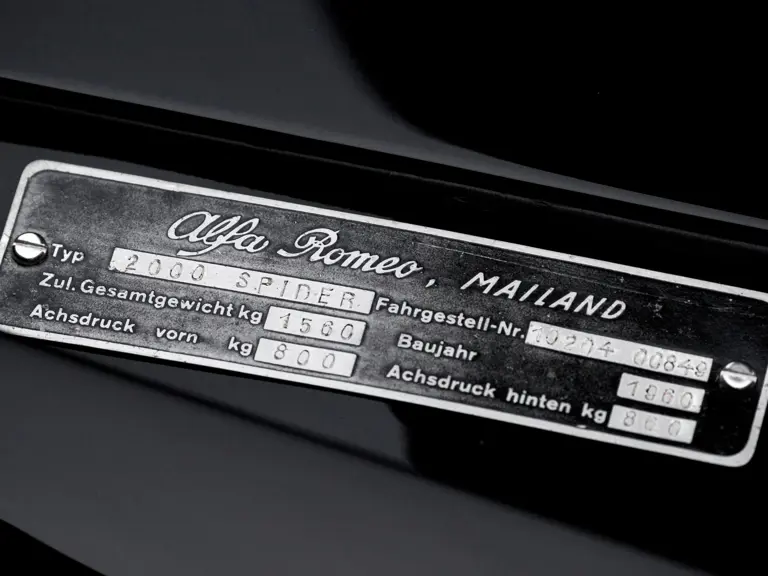 Alfa Romeo, MAILAND
Typ 2000 SPIDER Fahrgestell-Nr. 10204 00849
Zul. Gesamtgewicht kg 1560 Baujahr 1960
Achsdruck vorn kg 800 Achsdruck hinten kg 860